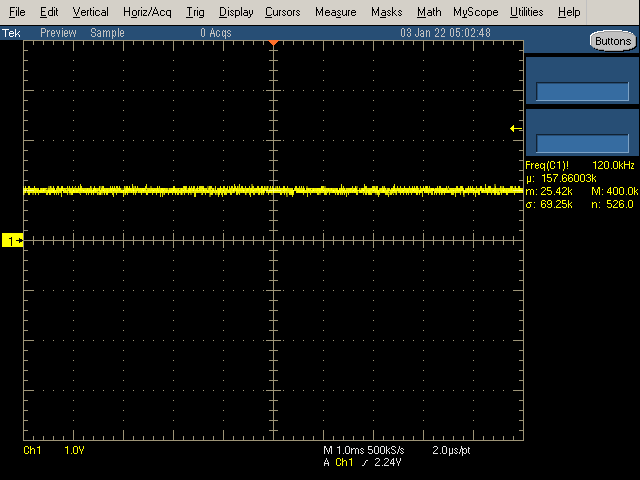 File Edit Vertical Horiz/Acq Trig Display Cursors Measure Masks Math MyScope Utilities Help
Tek Preview Sample 0 Acqs 03 Jan 22 05:02:48
Buttons
Freq(C1)! 120.0kHz
µ: 157.66003k
m: 25.42k M: 400.0k
σ: 69.25k n: 526.0
1
Ch1 1.0V M 1.0ms 500kS/s 2.0µs/pt
A Ch1 ∕ 2.24V